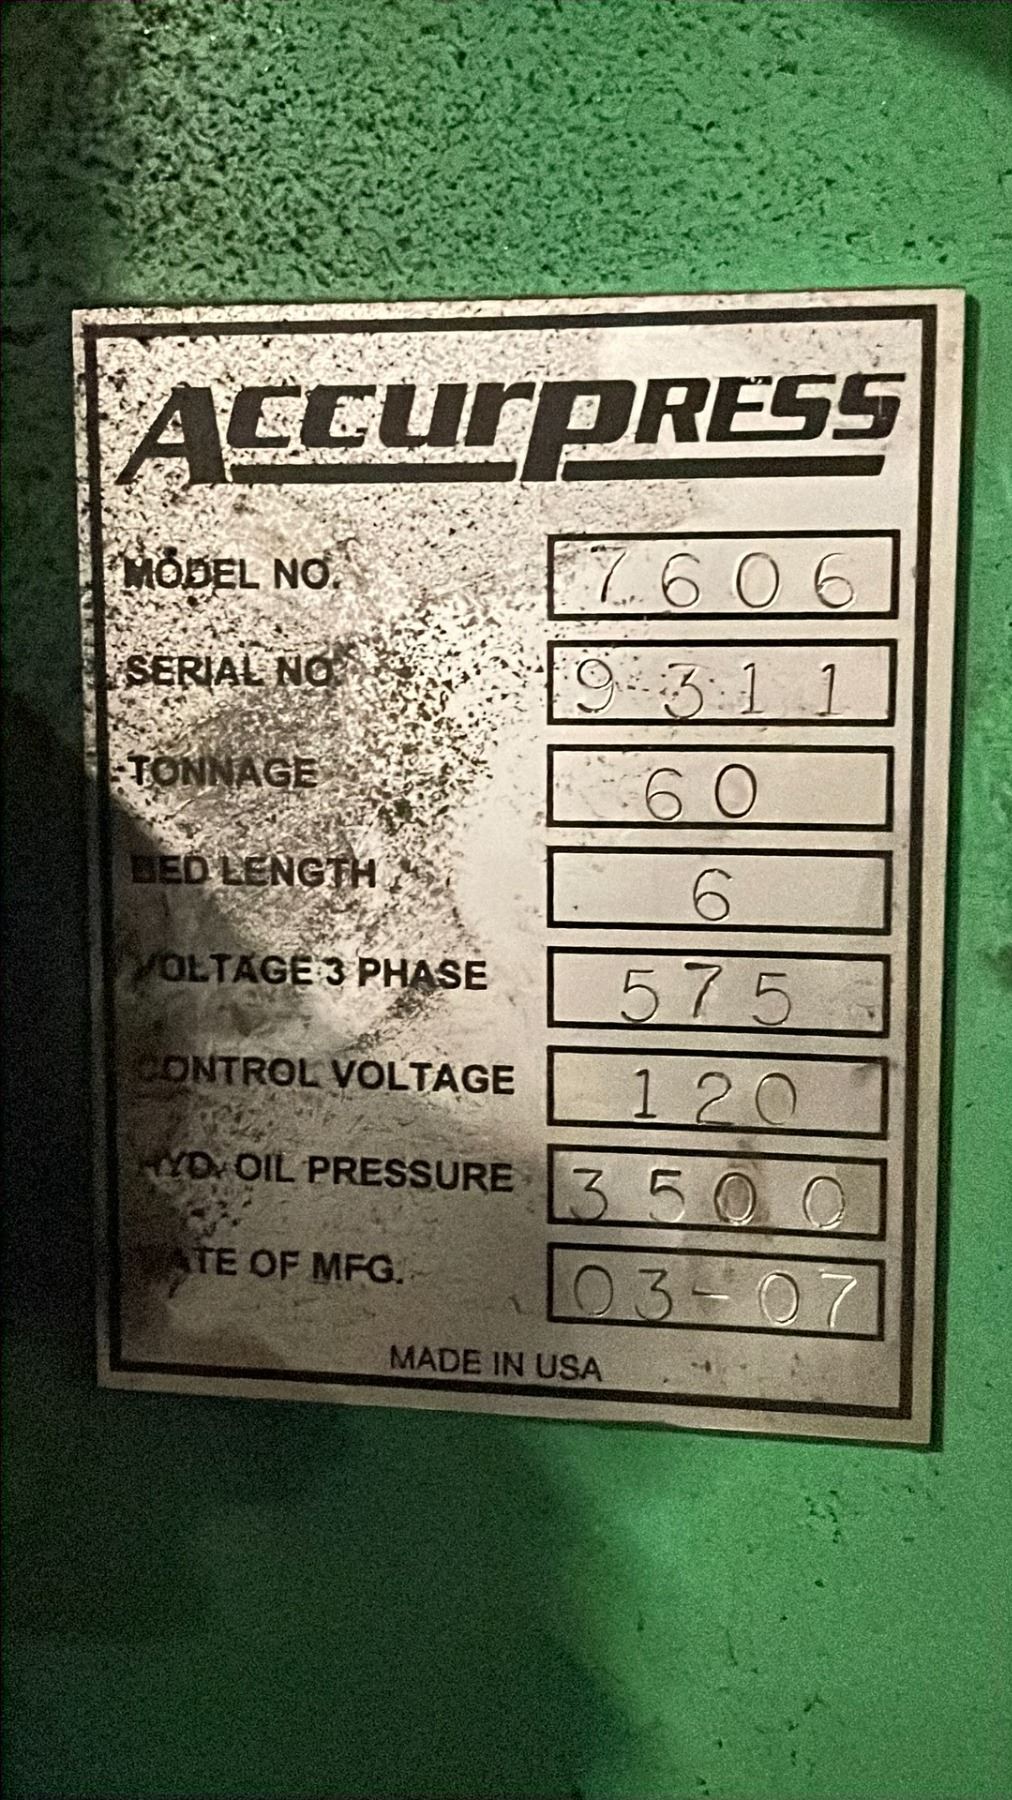 Accurpress
MODEL NO. 7606
SERIAL NO. 9311
TONNAGE 60
BED LENGTH 6
VOLTAGE 3 PHASE 575
CONTROL VOLTAGE 120
HYD. OIL PRESSURE 3500
DATE OF MFG. 03-07
MADE IN USA